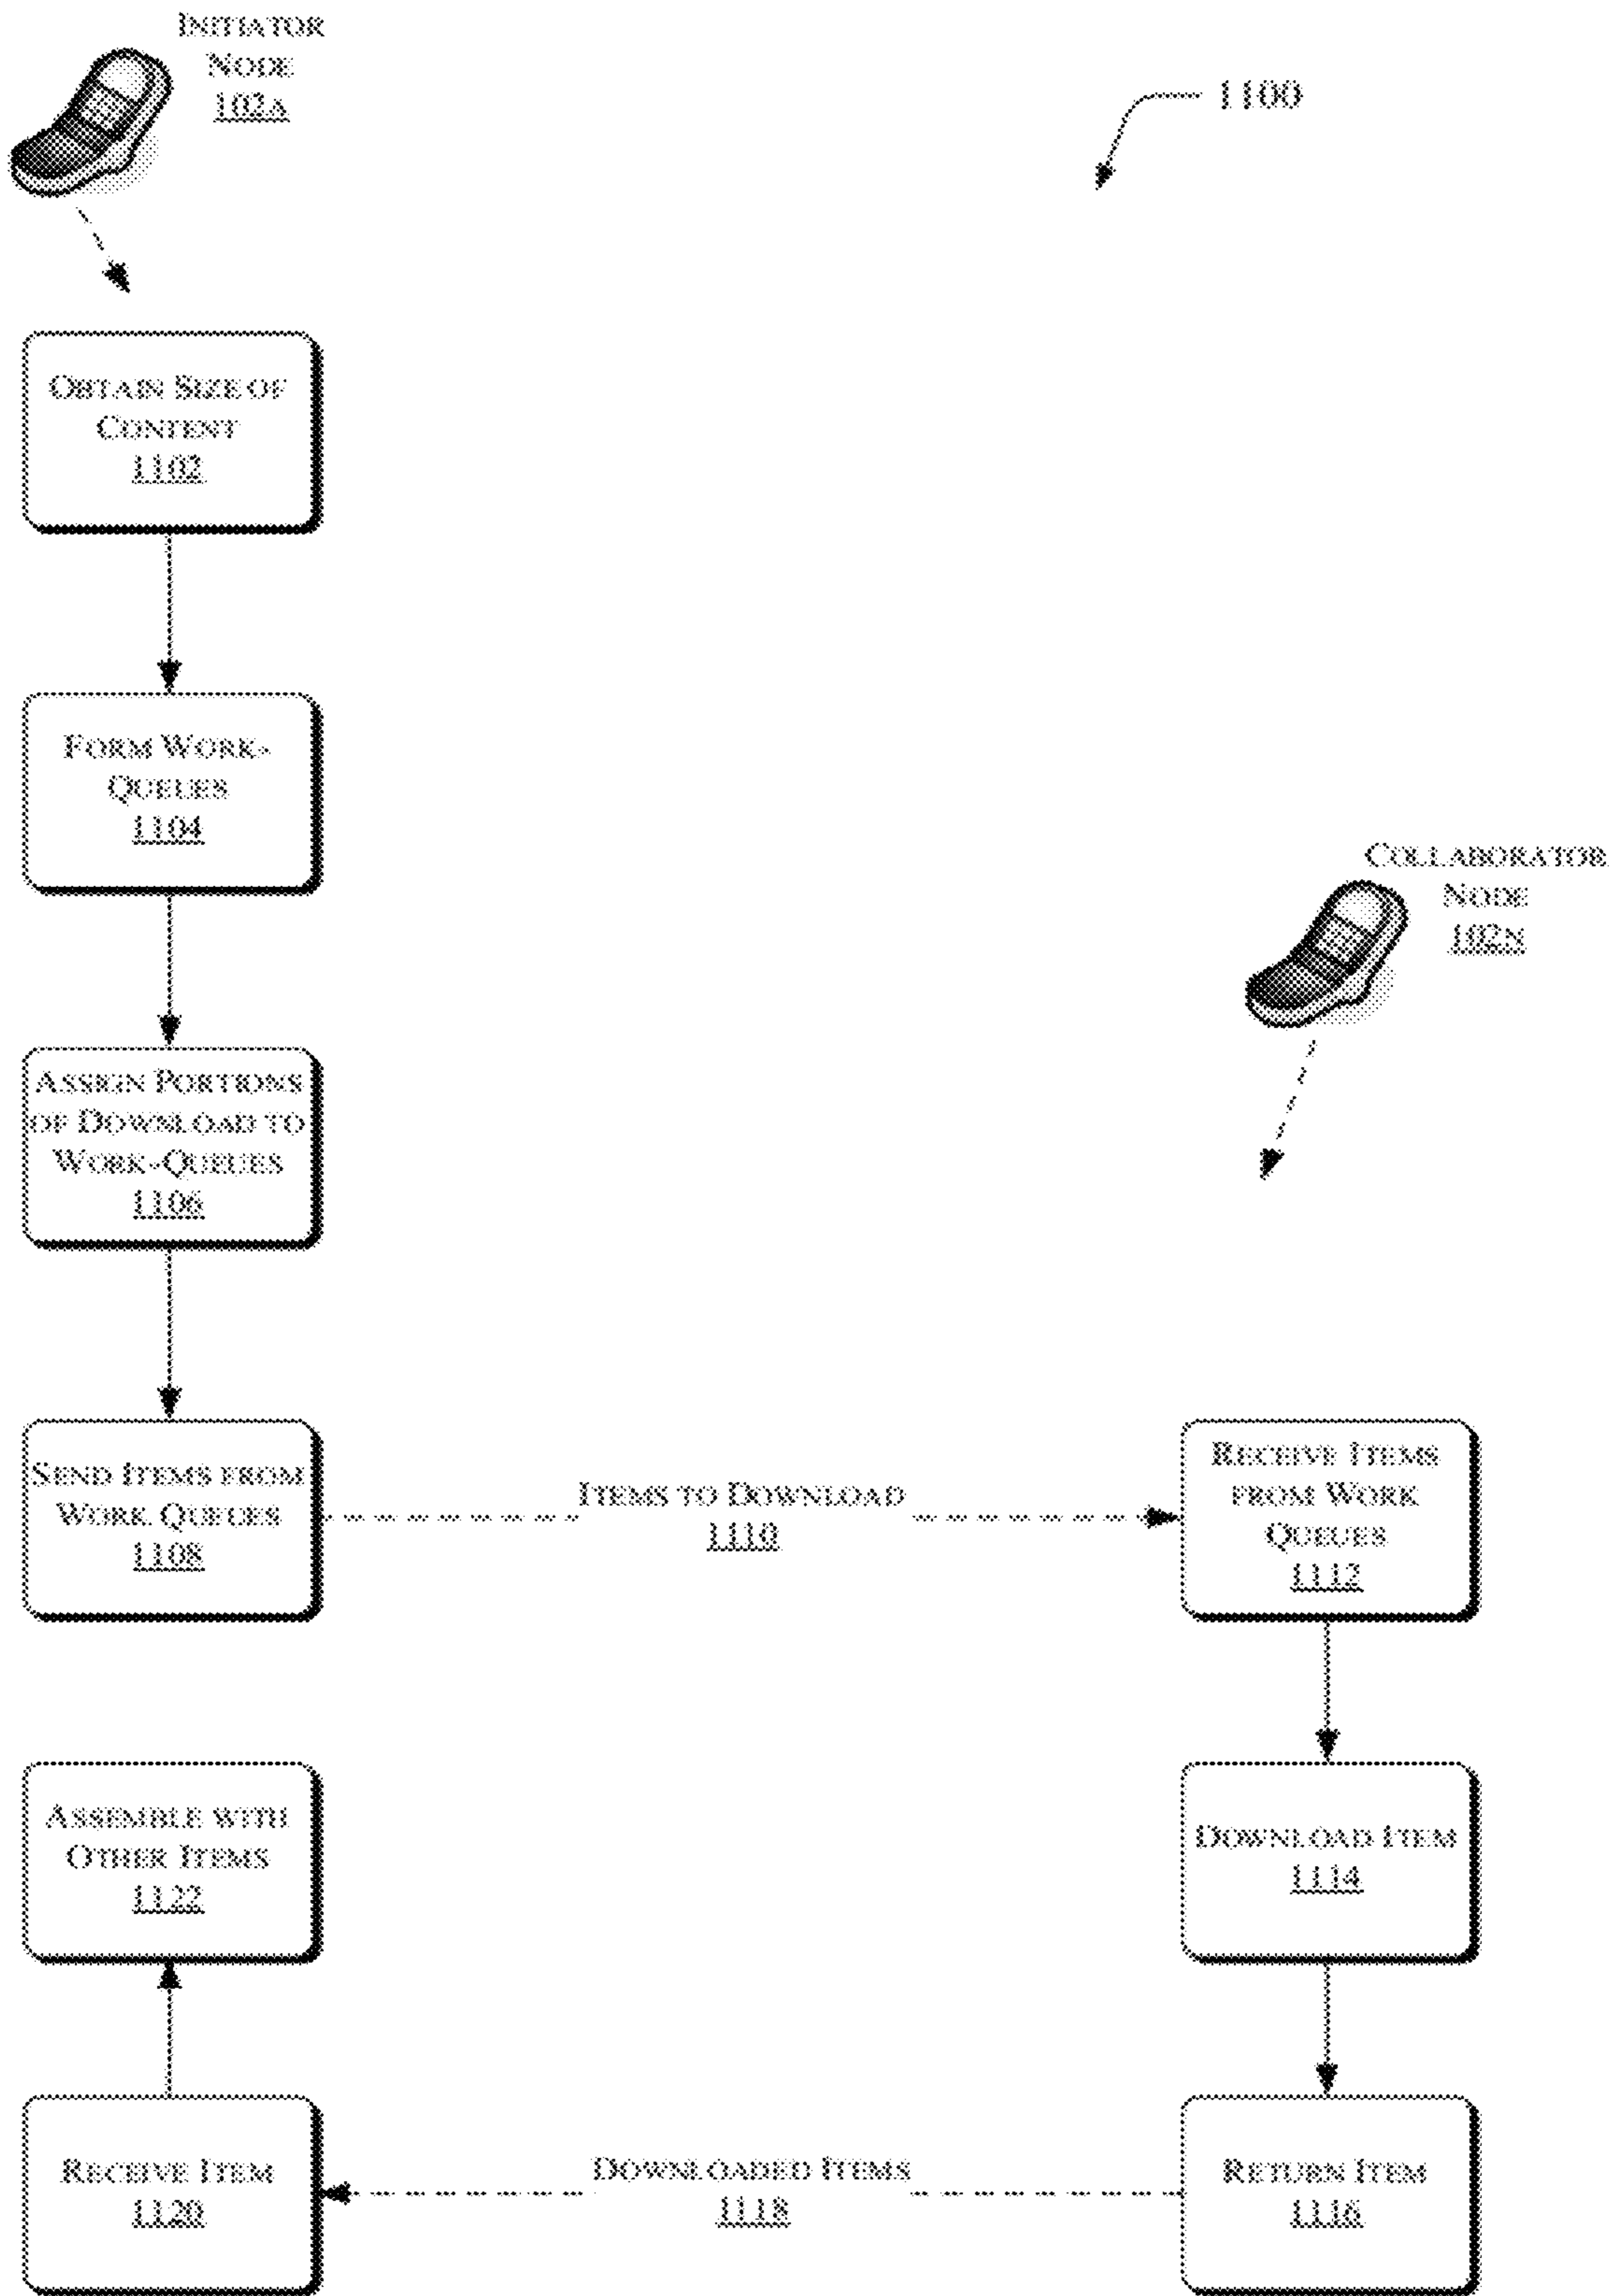 INITIATOR
NODE
102A
1100
OBTAIN SIZE OF
CONTENT
1102
FORM WORK-
QUEUES
1104
COLLABORATOR
NODE
102N
ASSIGN PORTIONS
OF DOWNLOAD TO
WORK-QUEUES
1106
SEND ITEMS FROM
WORK QUEUES
1108
ITEMS TO DOWNLOAD
1110
RECEIVE ITEMS
FROM WORK
QUEUES
1112
ASSEMBLE WITH
OTHER ITEMS
1122
DOWNLOAD ITEM
1114
RECEIVE ITEM
1120
DOWNLOADED ITEMS
1118
RETURN ITEM
1116